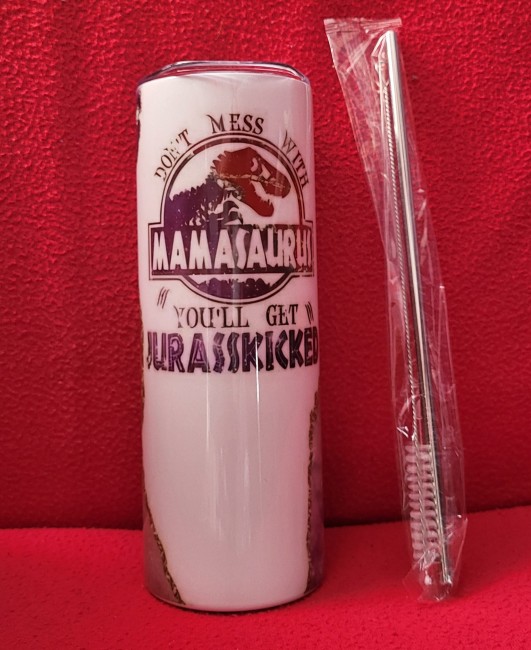 DON'T MESS WITH
MAMASAURUS
YOU'LL GET
JURASSKICKED